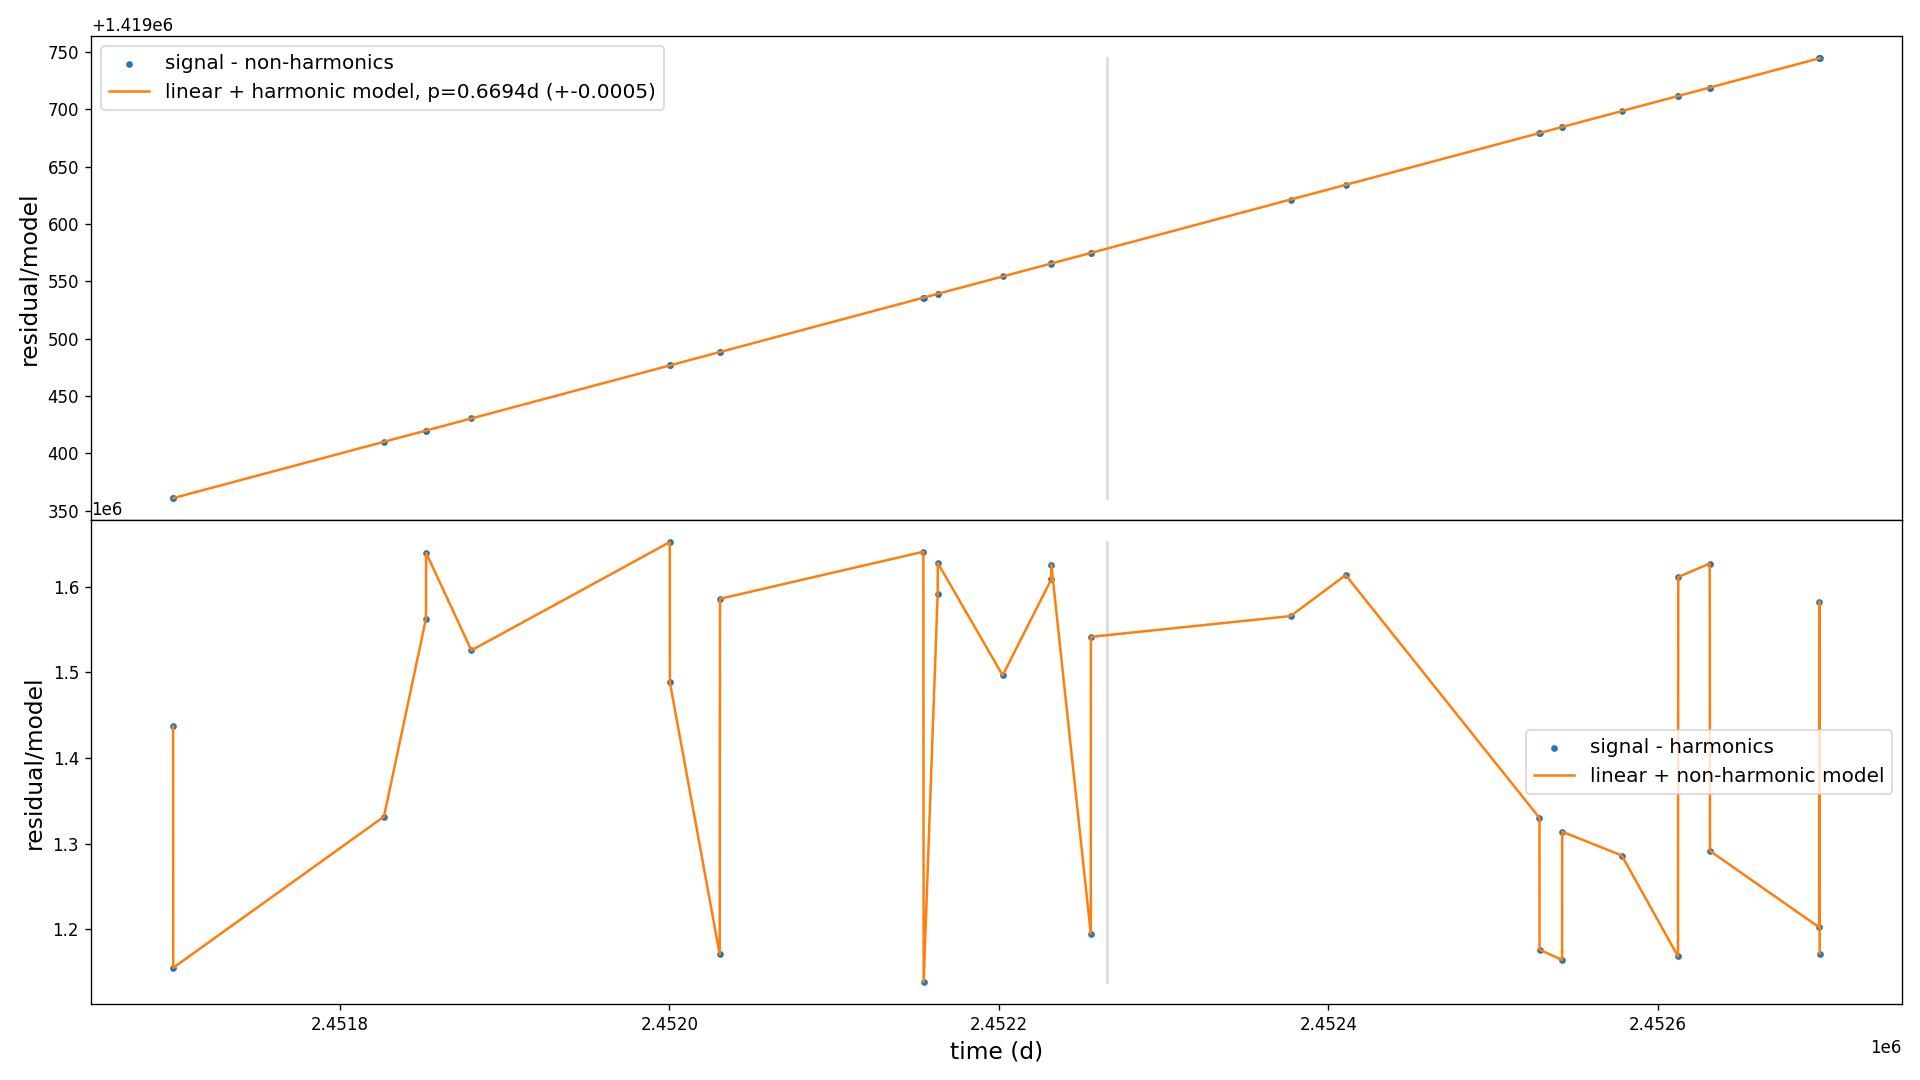 +1.419e6
750
700
650
600
550
500
450
400
350
residual/model
signal - non-harmonics
linear + harmonic model, p=0.6694d (+-0.0005)
1e6
1.6
1.5
1.4
1.3
1.2
residual/model
signal - harmonics
linear + non-harmonic model
2.4518 2.4520 2.4522 2.4524 2.4526
1e6
time (d)